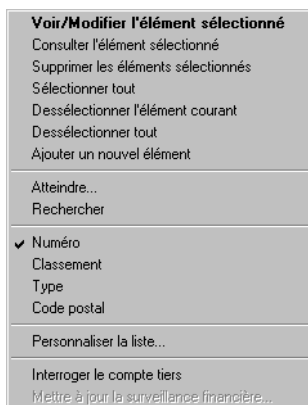 Voir/Modifier l'élément sélectionné
Consulter l'élément sélectionné
Supprimer les éléments sélectionnés
Sélectionner tout
Dessélectionner l'élément courant
Dessélectionner tout
Ajouter un nouvel élément
Atteindre...
Rechercher
Numéro
Classement
Type
Code postal
Personnaliser la liste...
Interroger le compte tiers
Mettre à jour la surveillance financière...